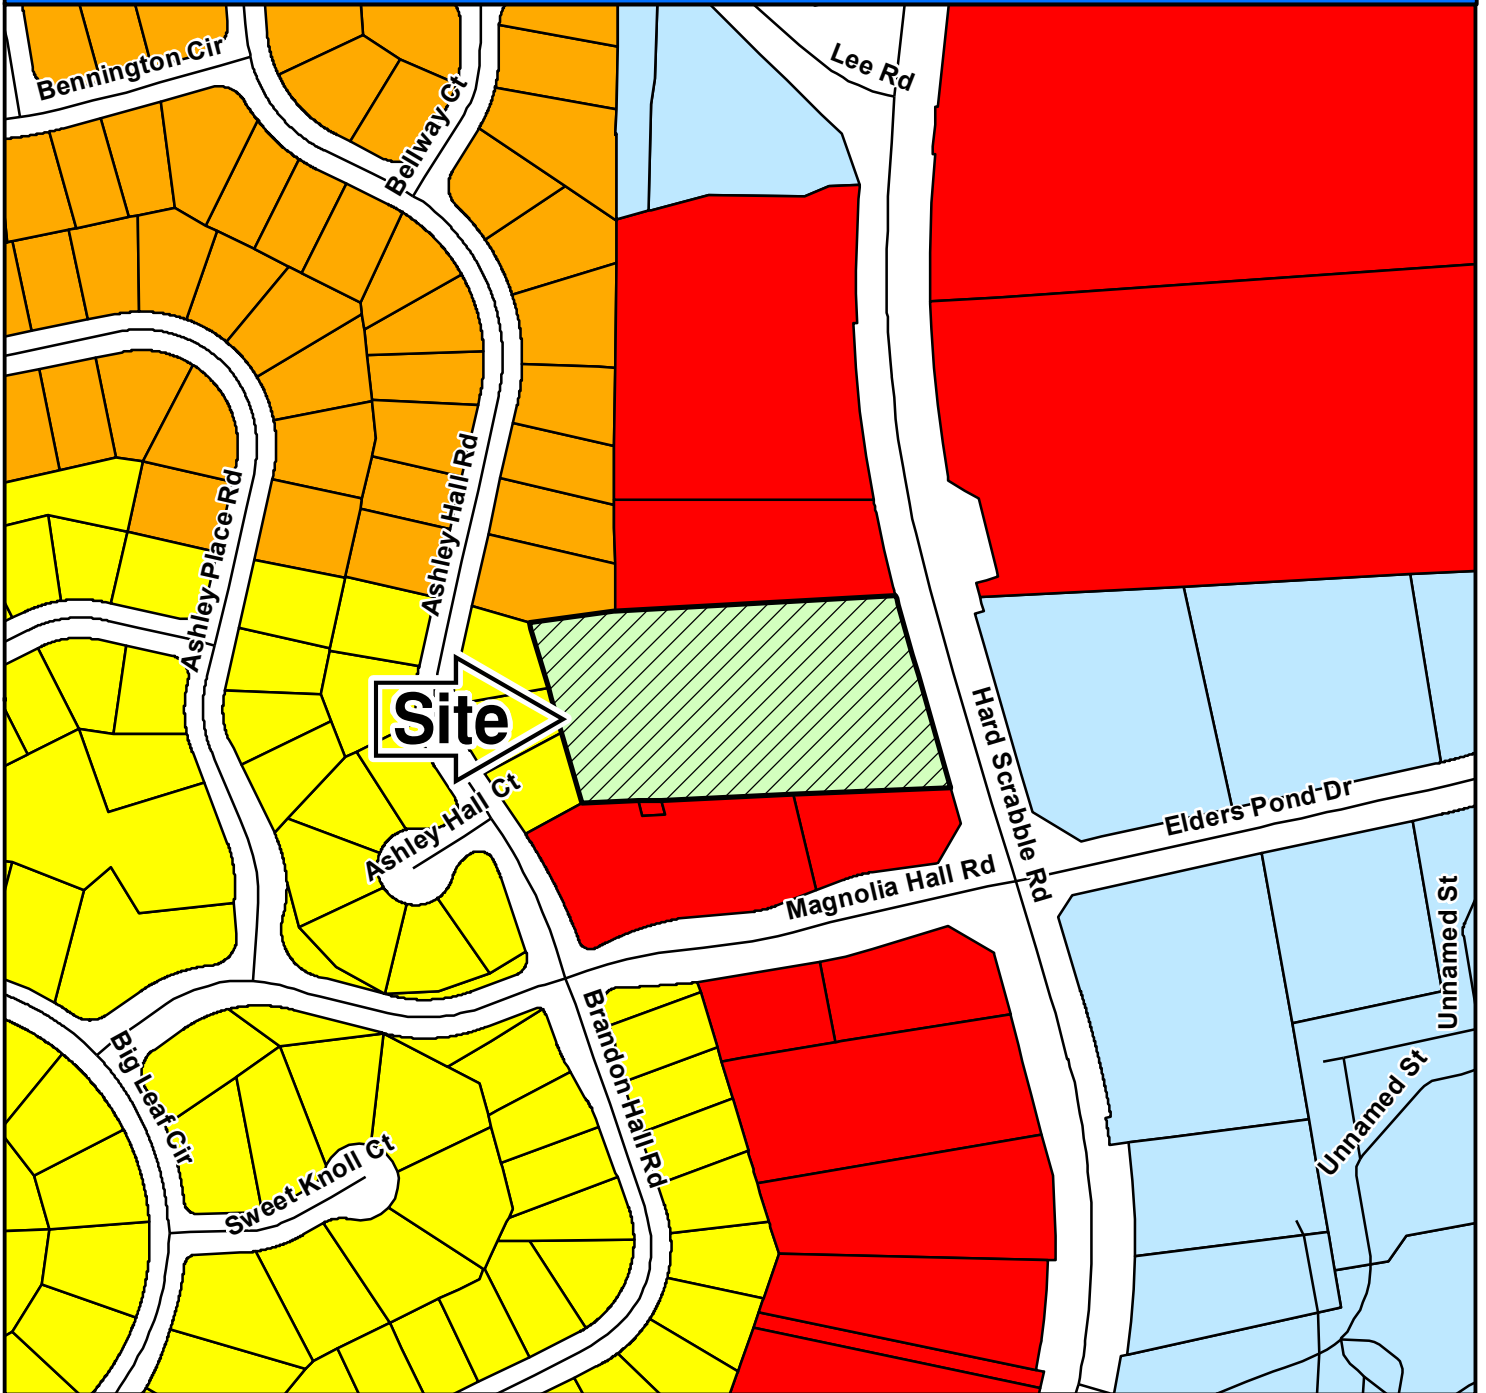 Bennington Cir
Lee Rd
Bellway-Ct
Ashley-Hall-Rd
Ashley-Place-Rd
Site
Hard Scrabble Rd
Ashley-Hall Ct
Elders Pond Dr
Magnolia Hall Rd
Unnamed St
Brandon-Hall-Rd
Big Leaf-Cir
Unnamed St
Sweet-Knoll Ct